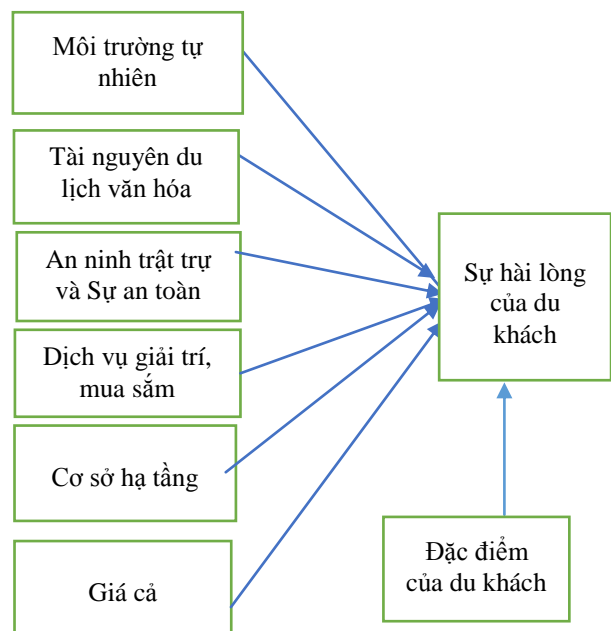 Môi trường tự
nhiên
Tài nguyên du
lịch văn hóa
An ninh trật trự
và Sự an toàn
Dịch vụ giải trí,
mua sắm
Cơ sở hạ tầng
Giá cả
Sự hài lòng
của du
khách
Đặc điểm
của du khách